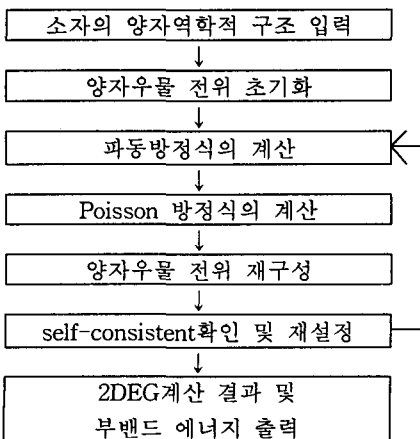 소자의 양자역학적 구조 입력
양자우물 전위 초기화
파동방정식의 계산
Poisson 방정식의 계산
양자우물 전위 재구성
self-consistent확인 및 재설정
2DEG계산 결과 및
부밴드 에너지 출력